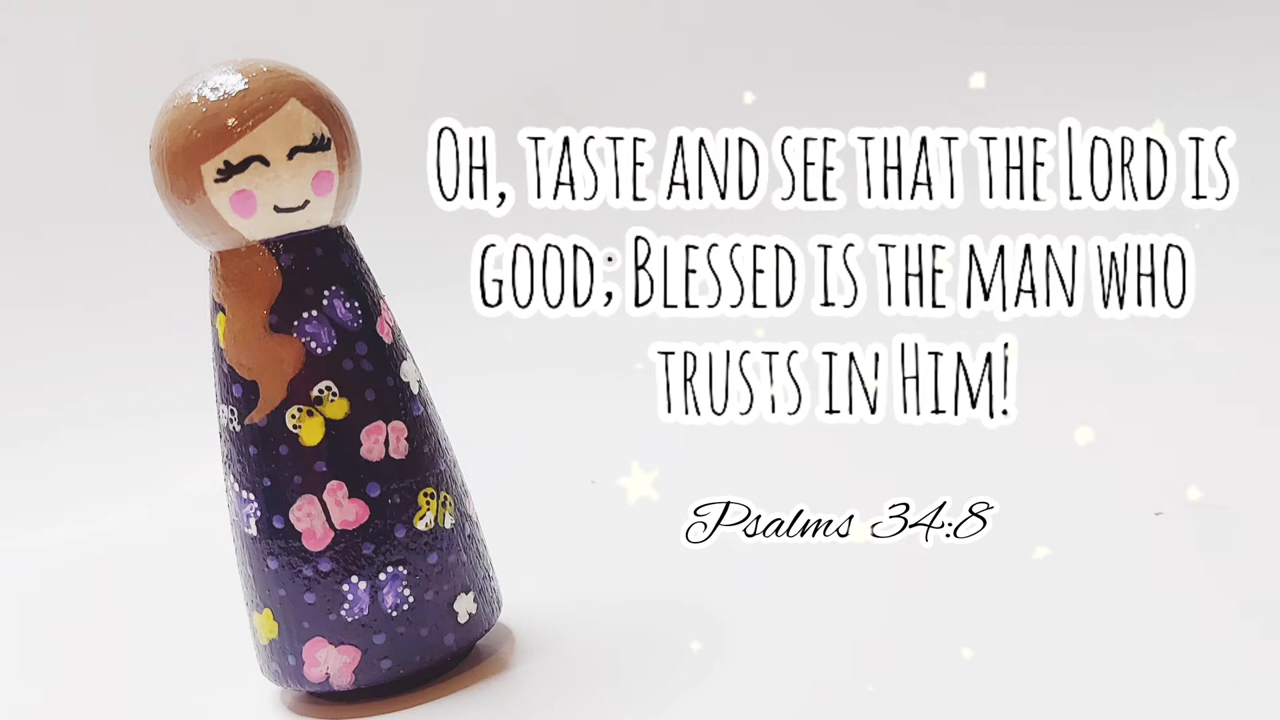 Oh, taste and see that the Lord is
good; Blessed is the man who
trusts in Him!
Psalms 34:8